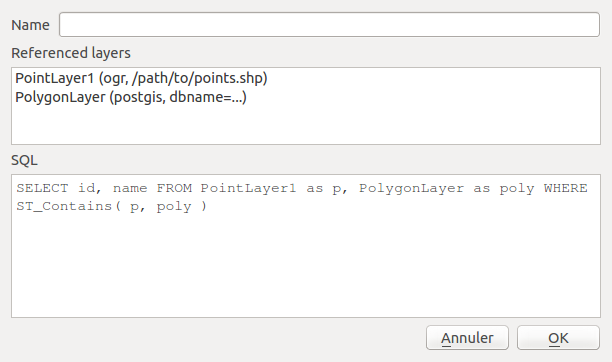 Name
Referenced layers
PointLayer1 (ogr, /path/to/points.shp)
PolygonLayer (postgis, dbname=...)
SQL
SELECT id, name FROM PointLayer1 as p, PolygonLayer as poly WHERE
ST_Contains( p, poly )
Annuler OK